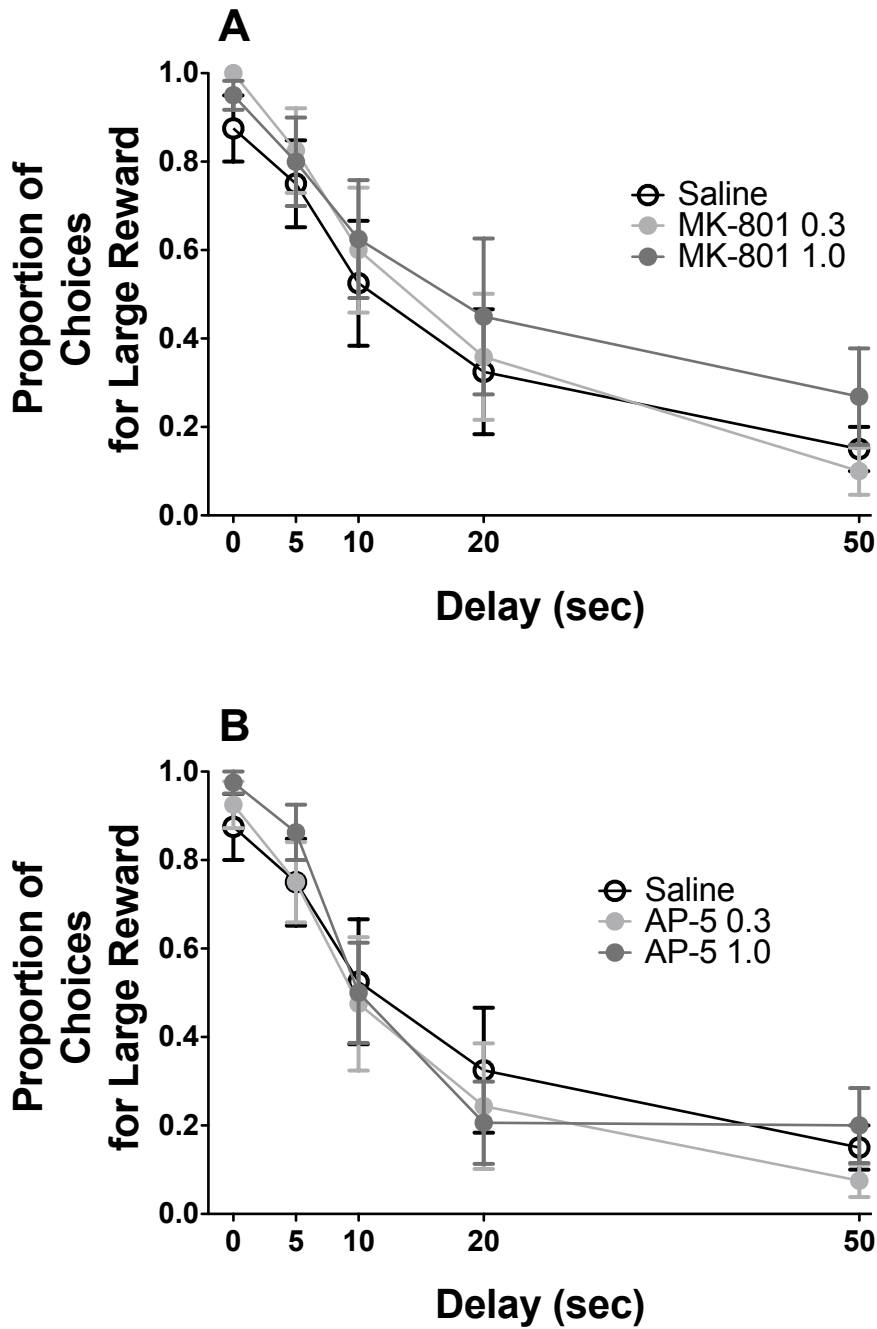 A
Proportion of
Choices
for Large Reward
1.0
0.8
0.6
0.4
0.2
0.0
Saline
MK-801 0.3
MK-801 1.0
0 5 10 20 50
Delay (sec)
B
Proportion of
Choices
for Large Reward
1.0
0.8
0.6
0.4
0.2
0.0
Saline
AP-5 0.3
AP-5 1.0
0 5 10 20 50
Delay (sec)